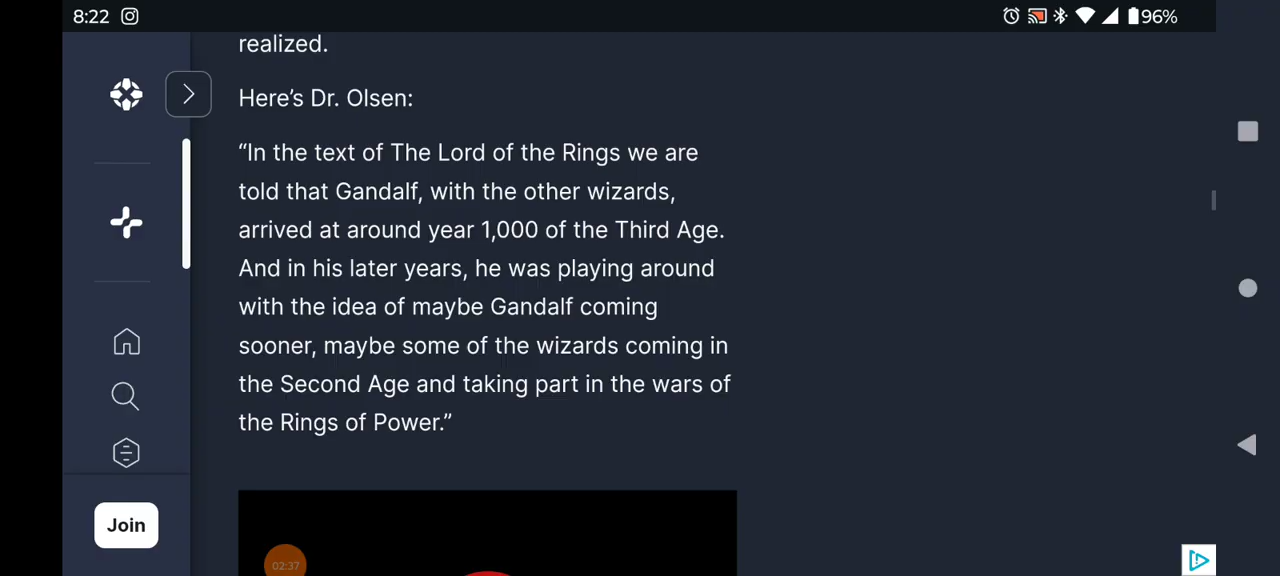 8:22
96%
realized.
Here’s Dr. Olsen:
“In the text of The Lord of the Rings we are
told that Gandalf, with the other wizards,
arrived at around year 1,000 of the Third Age.
And in his later years, he was playing around
with the idea of maybe Gandalf coming
sooner, maybe some of the wizards coming in
the Second Age and taking part in the wars of
the Rings of Power.”
Join
02:37